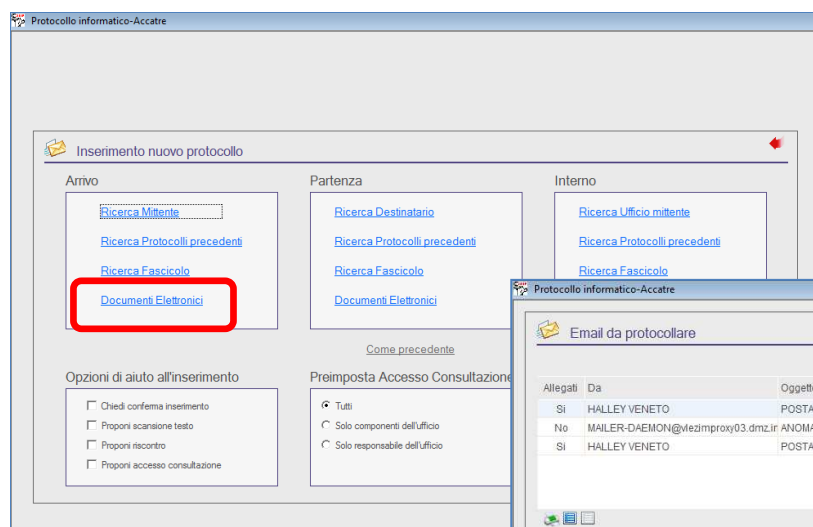 Protocollo informatico-Accatre
Inserimento nuovo protocollo
Arrivo
Ricerca Mittente
Ricerca Protocolli precedenti
Ricerca Fascicolo
Documenti Elettronici
Partenza
Ricerca Destinatario
Ricerca Protocolli precedenti
Ricerca Fascicolo
Documenti Elettronici
Interno
Ricerca Ufficio mittente
Ricerca Protocolli precedenti
Ricerca Fascicolo
Come precedente
Opzioni di aiuto all'inserimento
Chiedi conferma inserimento
Proponi scansione testo
Proponi riscontro
Proponi accesso consultazione
Preimposta Accesso Consultazione
Tutti
Solo componenti dell'ufficio
Solo responsabile dell'ufficio
Protocollo informatico-Accatre
Email da protocollare
Allegati Da Oggett
Si HALLEY VENETO POSTA
No MAILER-DAEMON@vlezimproxy03.dmz.ir ANOMA
Si HALLEY VENETO POSTA